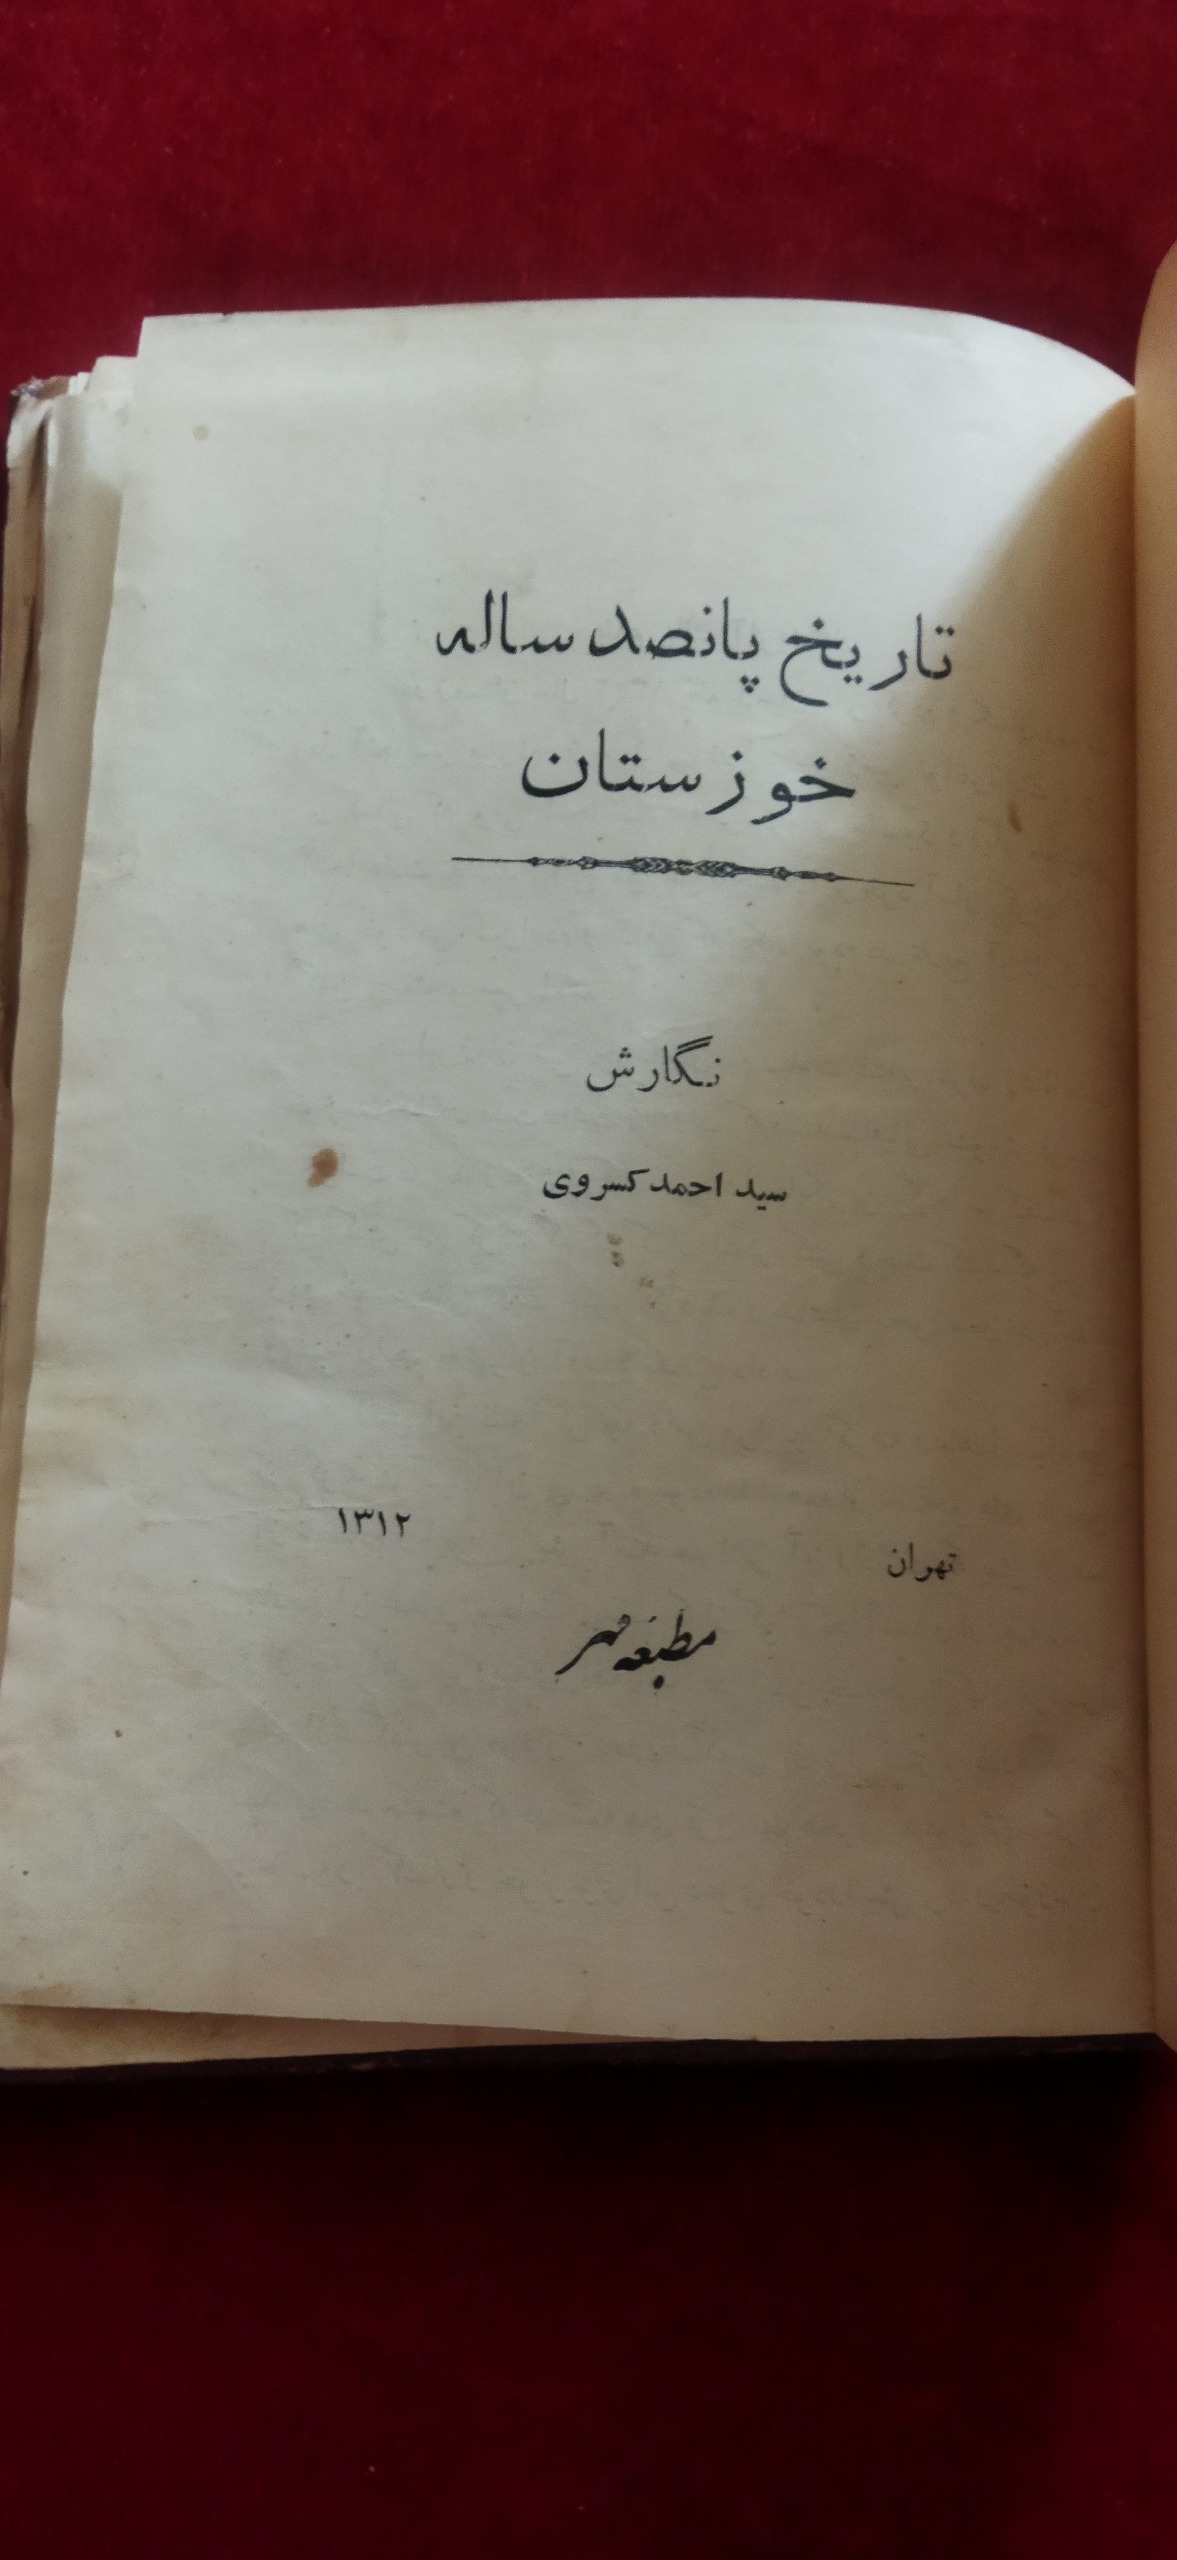 تاریخ پانصد ساله
خوزستان
نگارش
سید احمد کسروی
تهران
۱۳۱۲
مطبعه مهر